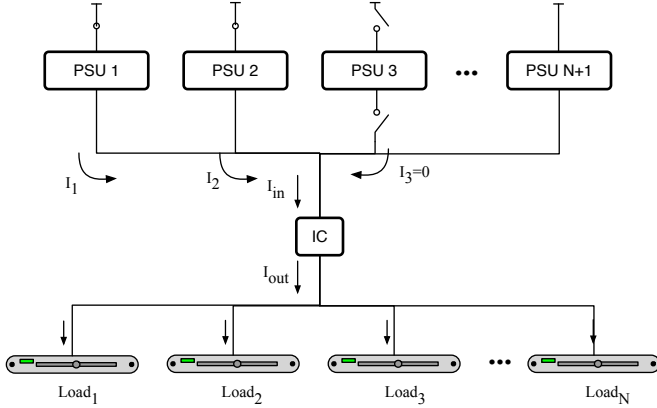 PSU 1 PSU 2 PSU 3 ••• PSU N+1
I1 I2 Iin I3=0
IC
Iout
Load1 Load2 Load3 ••• LoadN